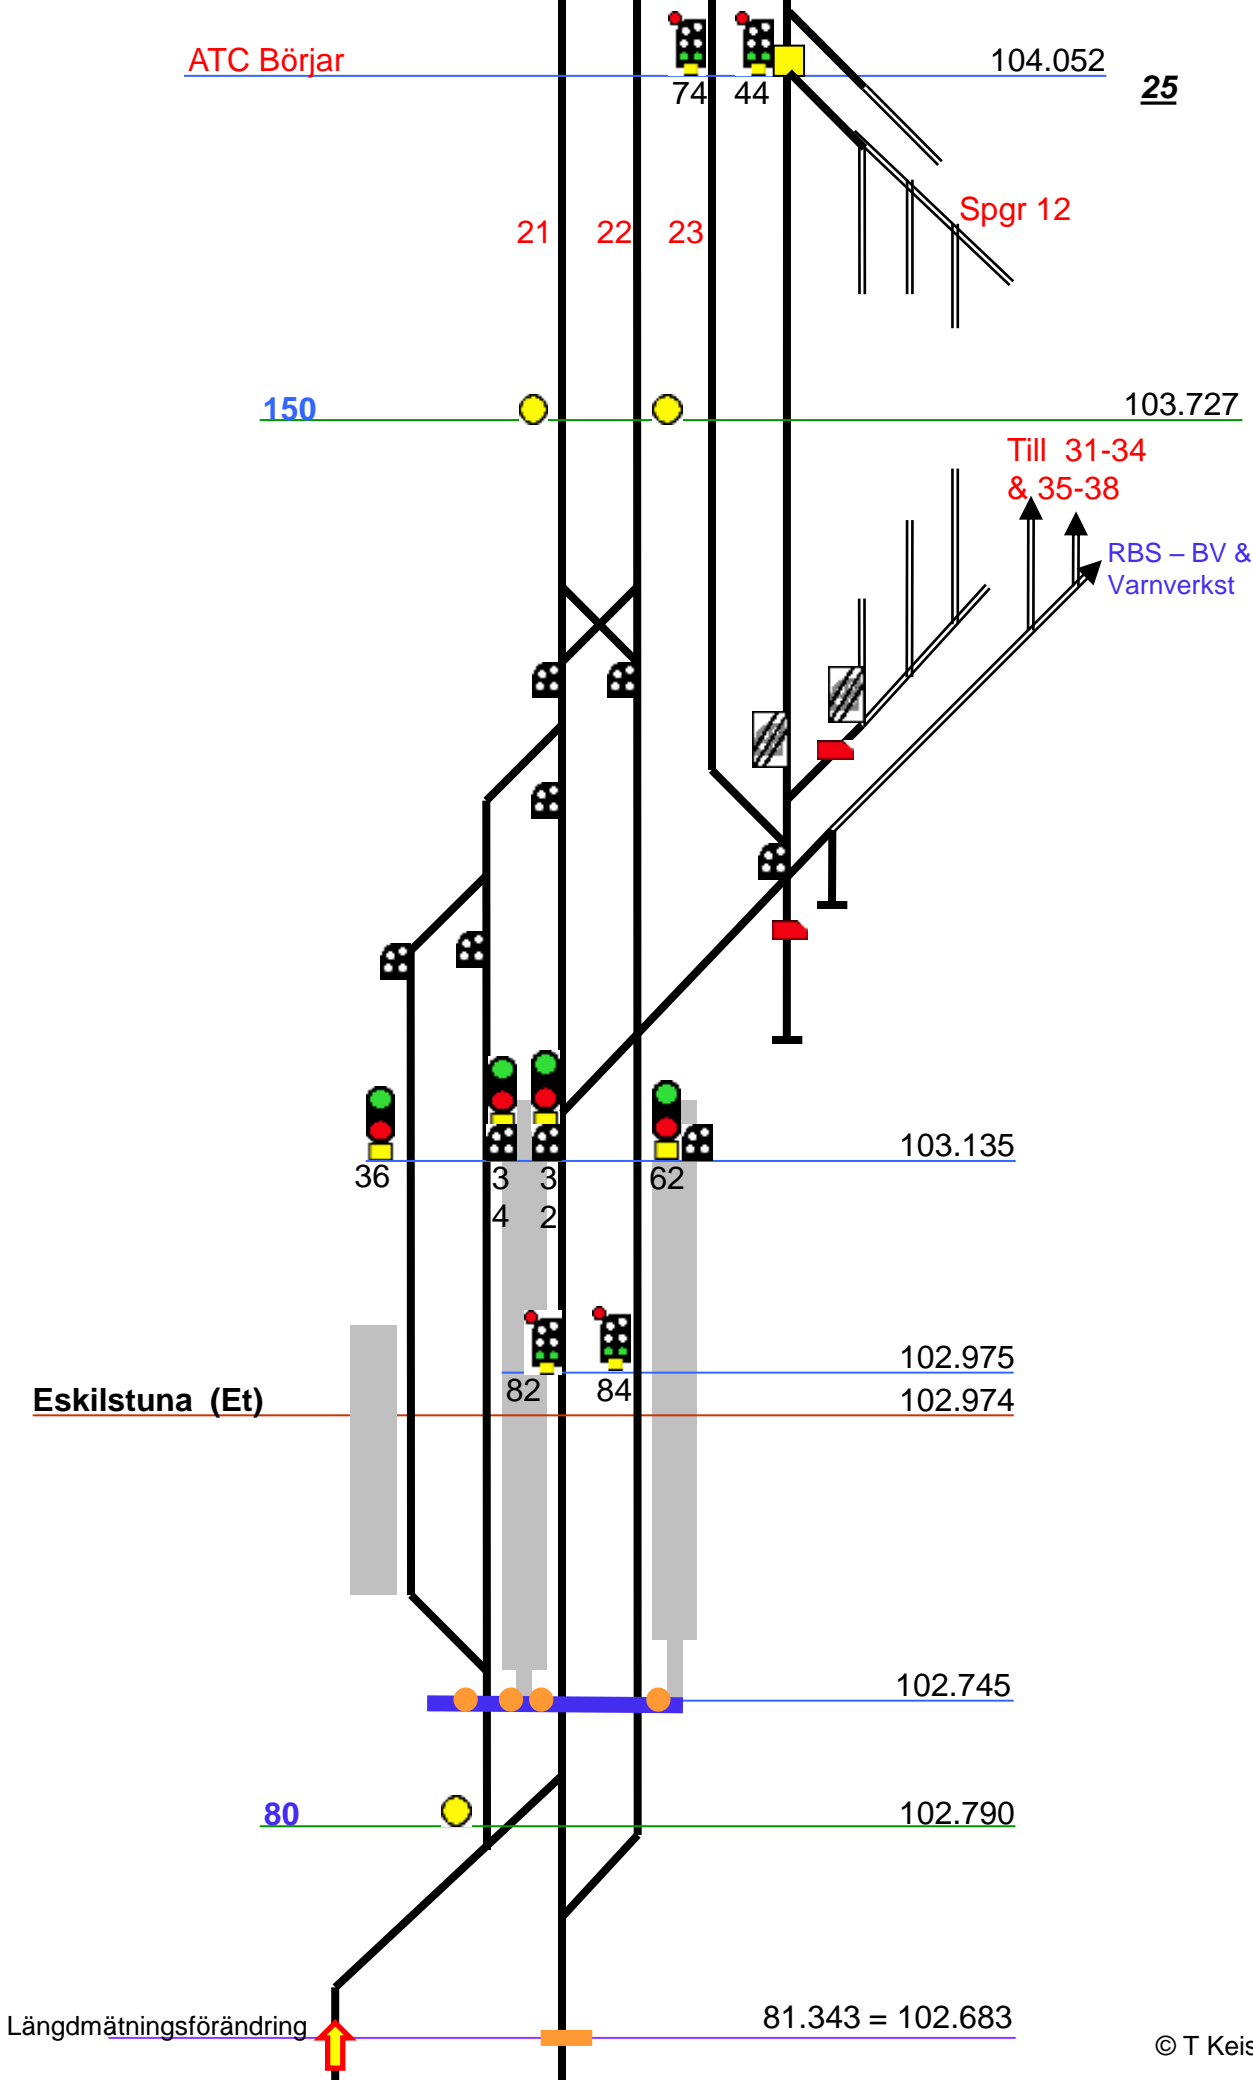 ATC Börjar
104.052
25
74
44
Spgr 12
21
22
23
150
103.727
Till 31-34
& 35-38
RBS – BV &
Varnverkst
103.135
36
3
4
3
2
62
102.975
82
84
Eskilstuna (Et)
102.974
102.745
80
102.790
Längdmätningsförändring
81.343 = 102.683
© T Keis